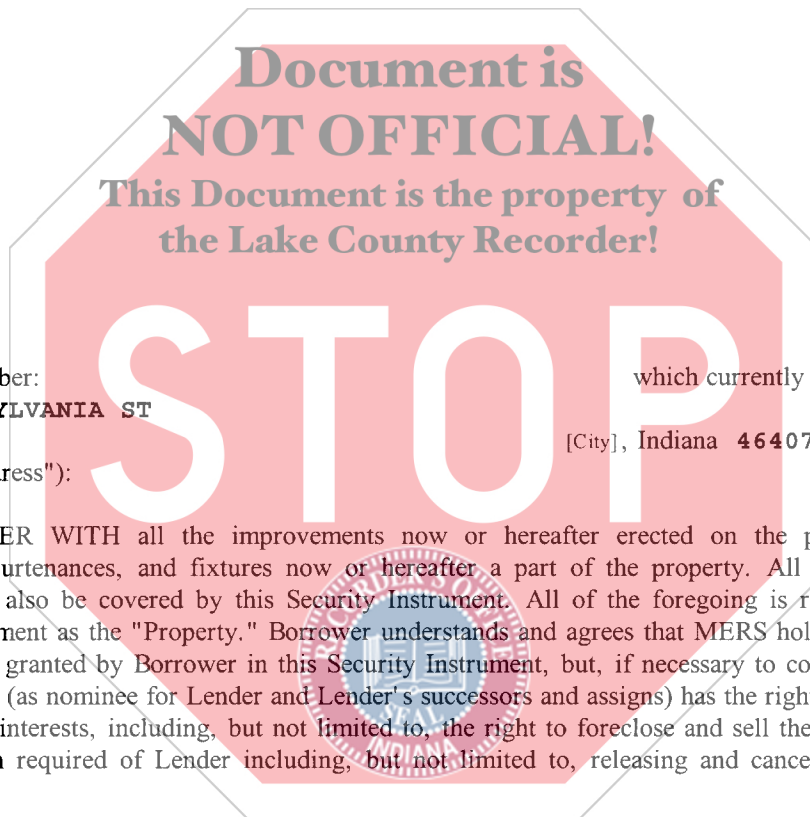 Document is
NOT OFFICIAL!
This Document is the property of
the Lake County Recorder!
STOP
ber: which currently
YLVANIA ST
[City], Indiana 46407
ress"):
ER WITH all the improvements now or hereafter erected on the p
urtenances, and fixtures now or hereafter a part of the property. All
also be covered by this Security Instrument. All of the foregoing is r
ment as the "Property." Borrower understands and agrees that MERS hol
granted by Borrower in this Security Instrument, but, if necessary to co
(as nominee for Lender and Lender's successors and assigns) has the righ
interests, including, but not limited to, the right to foreclose and sell the
required of Lender including, but not limited to, releasing and cance
RECORDER'S OFFICE
SEAL
INDIANA